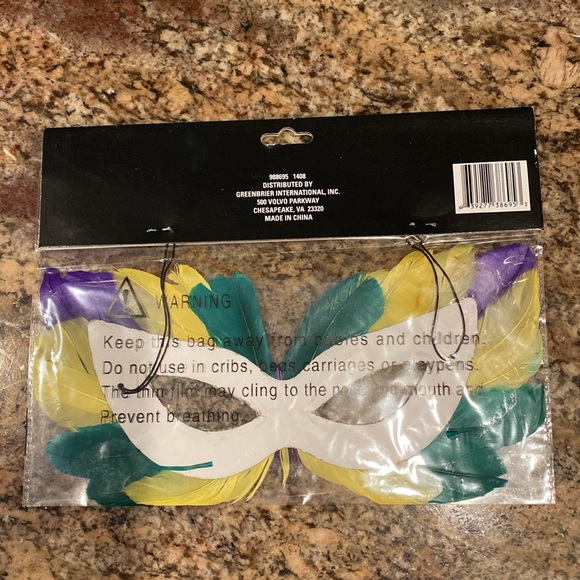 988695 1408
DISTRIBUTED BY
GREENBRIER INTERNATIONAL, INC.
500 VOLVO PARKWAY
CHESAPEAKE, VA 23320
MADE IN CHINA
39277 38695
WARNING
Keep this bag away from babies and children.
Do not use in cribs, beds carriages or playpens.
The thin film may cling to the nose and mouth and
Prevent breathing.